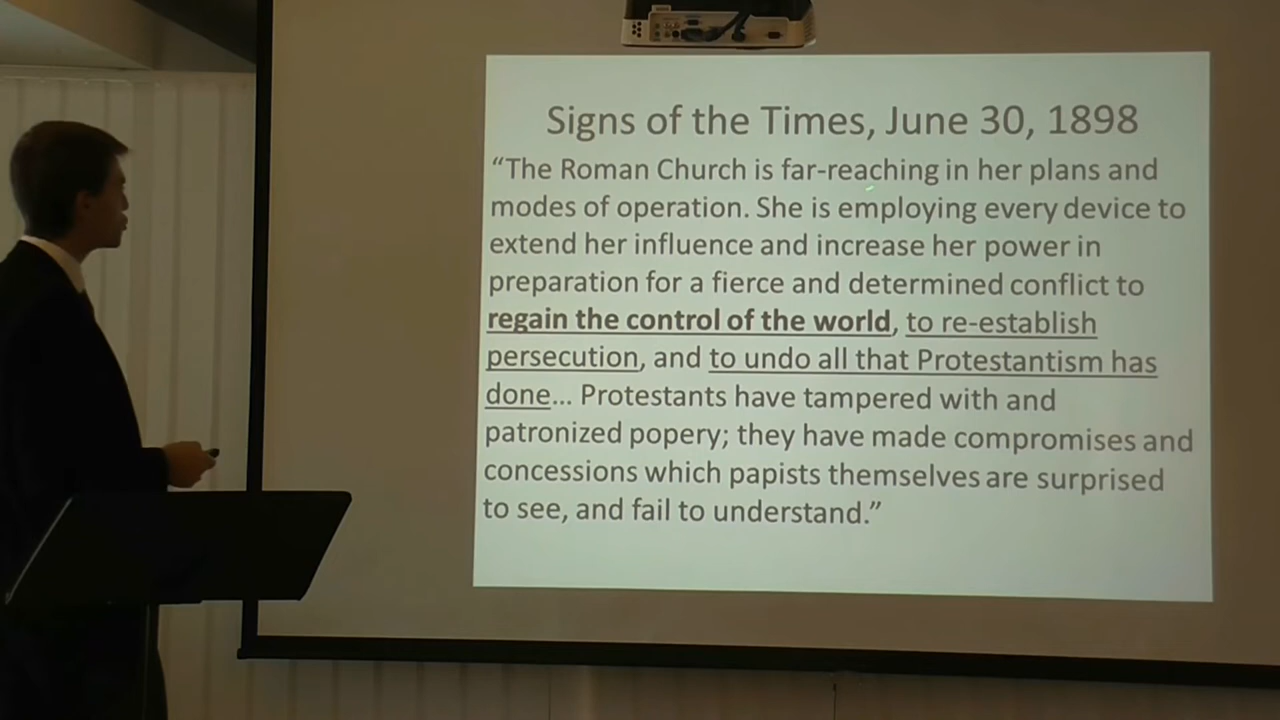 Signs of the Times, June 30, 1898
“The Roman Church is far-reaching in her plans and
modes of operation. She is employing every device to
extend her influence and increase her power in
preparation for a fierce and determined conflict to
regain the control of the world, to re-establish
persecution, and to undo all that Protestantism has
done... Protestants have tampered with and
patronized popery; they have made compromises and
concessions which papists themselves are surprised
to see, and fail to understand.”